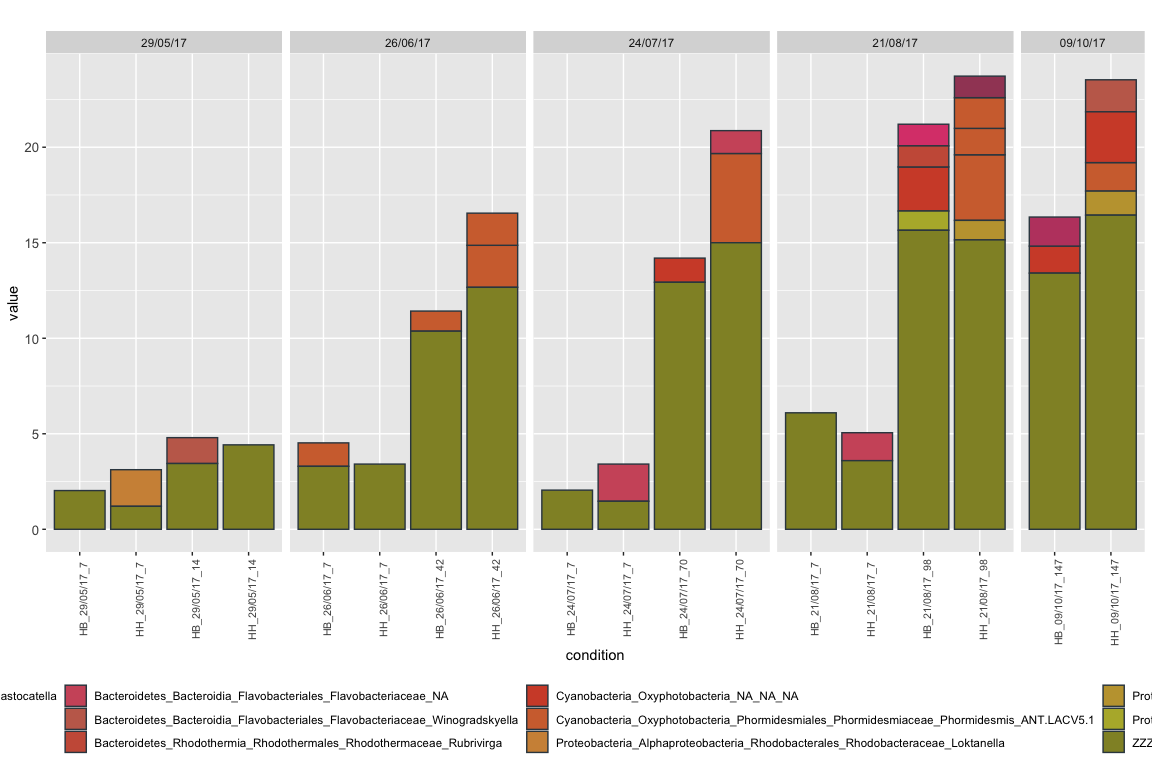 29/05/17 26/06/17 24/07/17 21/08/17 09/10/17
value
20
15
10
5
0
HB_29/05/17_7
HH_29/05/17_7
HB_29/05/17_14
HH_29/05/17_14
HB_26/06/17_7
HH_26/06/17_7
HB_26/06/17_42
HH_26/06/17_42
HB_24/07/17_7
HH_24/07/17_7
HB_24/07/17_70
HH_24/07/17_70
HB_21/08/17_7
HH_21/08/17_7
HB_21/08/17_98
HH_21/08/17_98
HB_09/10/17_147
HH_09/10/17_147
condition
astocatella Bacteroidetes_Bacteroidia_Flavobacteriales_Flavobacteriaceae_NA Cyanobacteria_Oxyphotobacteria_NA_NA_NA Prot
Bacteroidetes_Bacteroidia_Flavobacteriales_Flavobacteriaceae_Winogradskyella Cyanobacteria_Oxyphotobacteria_Phormidesmiales_Phormidesmiaceae_Phormidesmis_ANT.LACV5.1 Prot
Bacteroidetes_Rhodothermia_Rhodothermales_Rhodothermaceae_Rubrivirga Proteobacteria_Alphaproteobacteria_Rhodobacterales_Rhodobacteraceae_Loktanella ZZZ